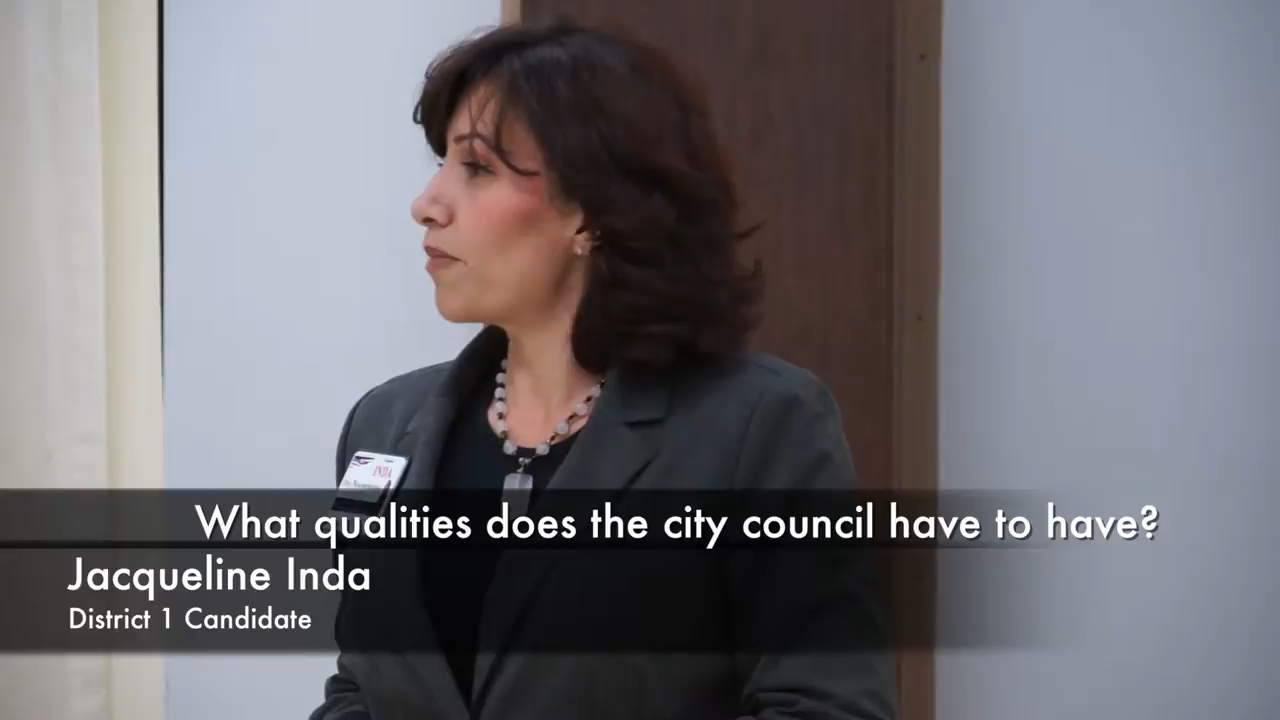 INDA
What qualities does the city council have to have?
Jacqueline Inda
District 1 Candidate